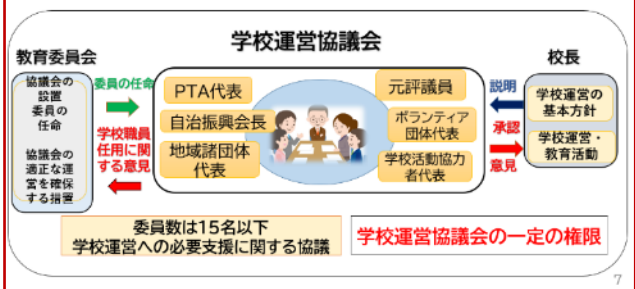 学校運営協議会
教育委員会
協議会の
設置
委員の
任命
協議会の
適正な運
営を確保
する措置
委員の任命
学校職員
任用に関
する意見
PTA代表
自治振興会長
地域諸団体
代表
元評議員
ボランティア
団体代表
学校活動協力
者代表
説明
承認
意見
校長
学校運営の
基本方針
学校運営・
教育活動
委員数は15名以下
学校運営への必要支援に関する協議
学校運営協議会の一定の権限
7